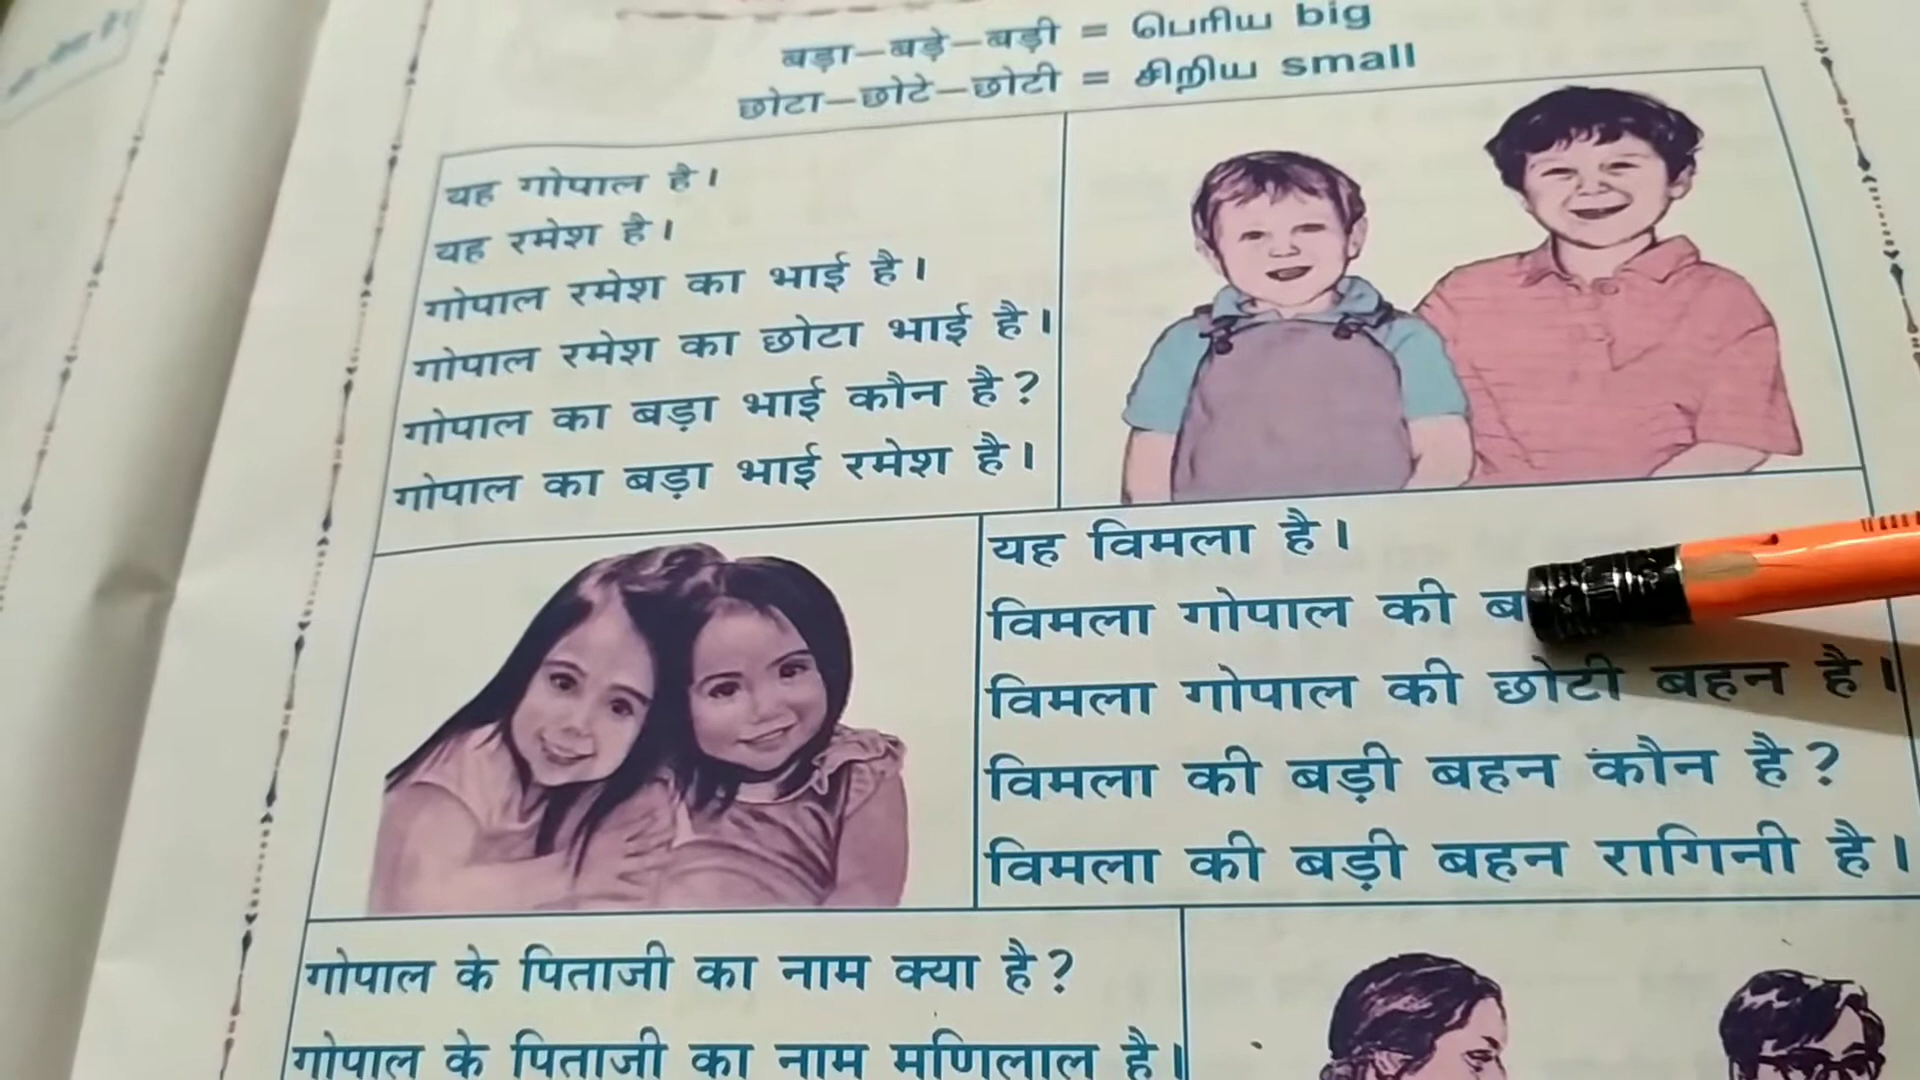 बड़ा–बड़े–बड़ी = பெரிய big
छोटा–छोटे–छोटी = சிறிய small
यह गोपाल है।
यह रमेश है।
गोपाल रमेश का भाई है।
गोपाल रमेश का छोटा भाई है।
गोपाल का बड़ा भाई कौन है?
गोपाल का बड़ा भाई रमेश है।
यह विमला है।
विमला गोपाल की
विमला गोपाल की छोटी बहन है।
विमला की बड़ी बहन कौन है?
विमला की बड़ी बहन रागिनी है।
गोपाल के पिताजी का नाम क्या है?
गोपाल के पिताजी का नाम मणिलाल है।